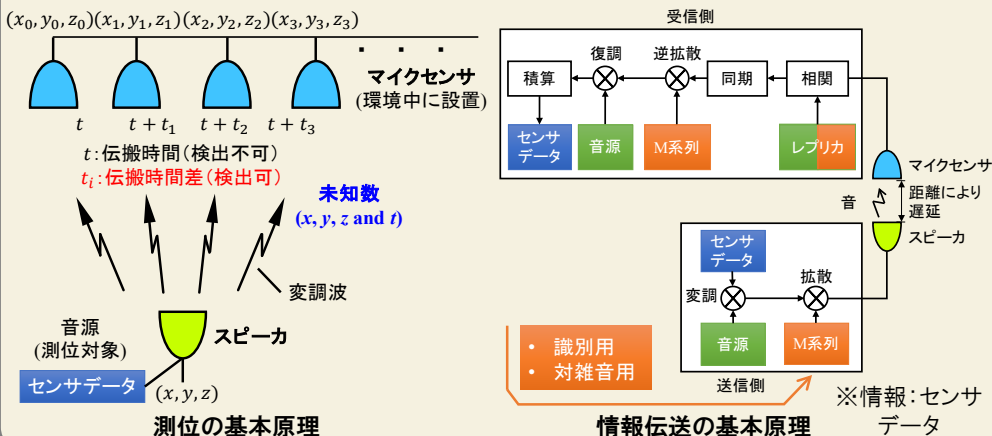 (x₀, y₀, z₀)(x₁, y₁, z₁)(x₂, y₂, z₂)(x₃, y₃, z₃)
・ ・ ・
マイクセンサ
(環境中に設置)
t
t + t₁
t + t₂
t + t₃
t:伝搬時間(検出不可)
tᵢ:伝搬時間差(検出可)
未知数
(x, y, z and t)
変調波
音源
(測位対象)
スピーカ
センサデータ
(x, y, z)
測位の基本原理
受信側
復調
逆拡散
積算
同期
相関
センサ
データ
音源
M系列
レプリカ
マイクセンサ
音
距離により
遅延
スピーカ
センサ
データ
変調
拡散
音源
M系列
送信側
• 識別用
• 対雑音用
情報伝送の基本原理
※情報:センサ
データ